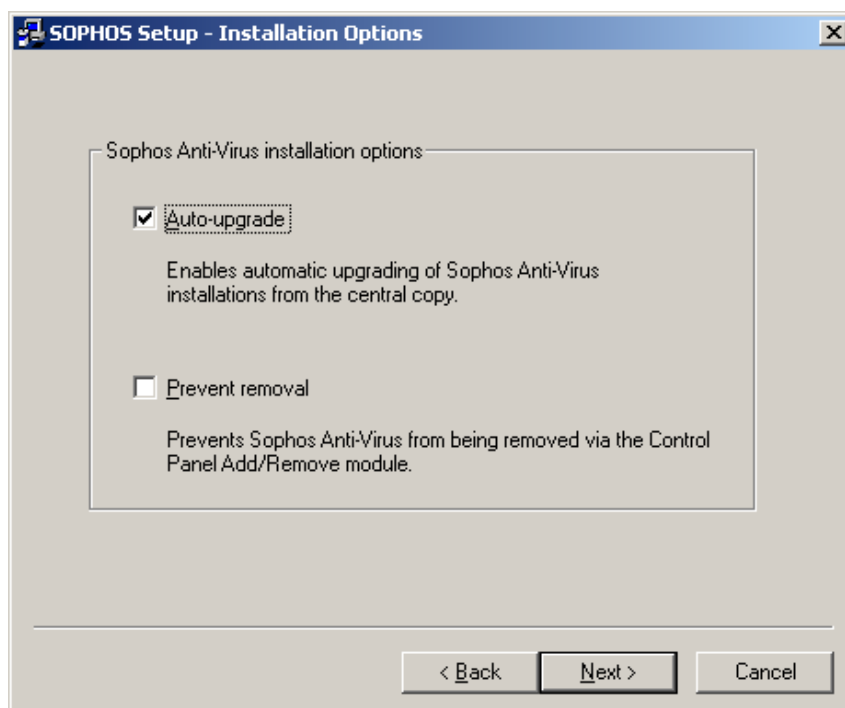 SOPHOS Setup - Installation Options
Sophos Anti-Virus installation options
Auto-upgrade
Enables automatic upgrading of Sophos Anti-Virus
installations from the central copy.
Prevent removal
Prevents Sophos Anti-Virus from being removed via the Control
Panel Add/Remove module.
< Back
Next >
Cancel